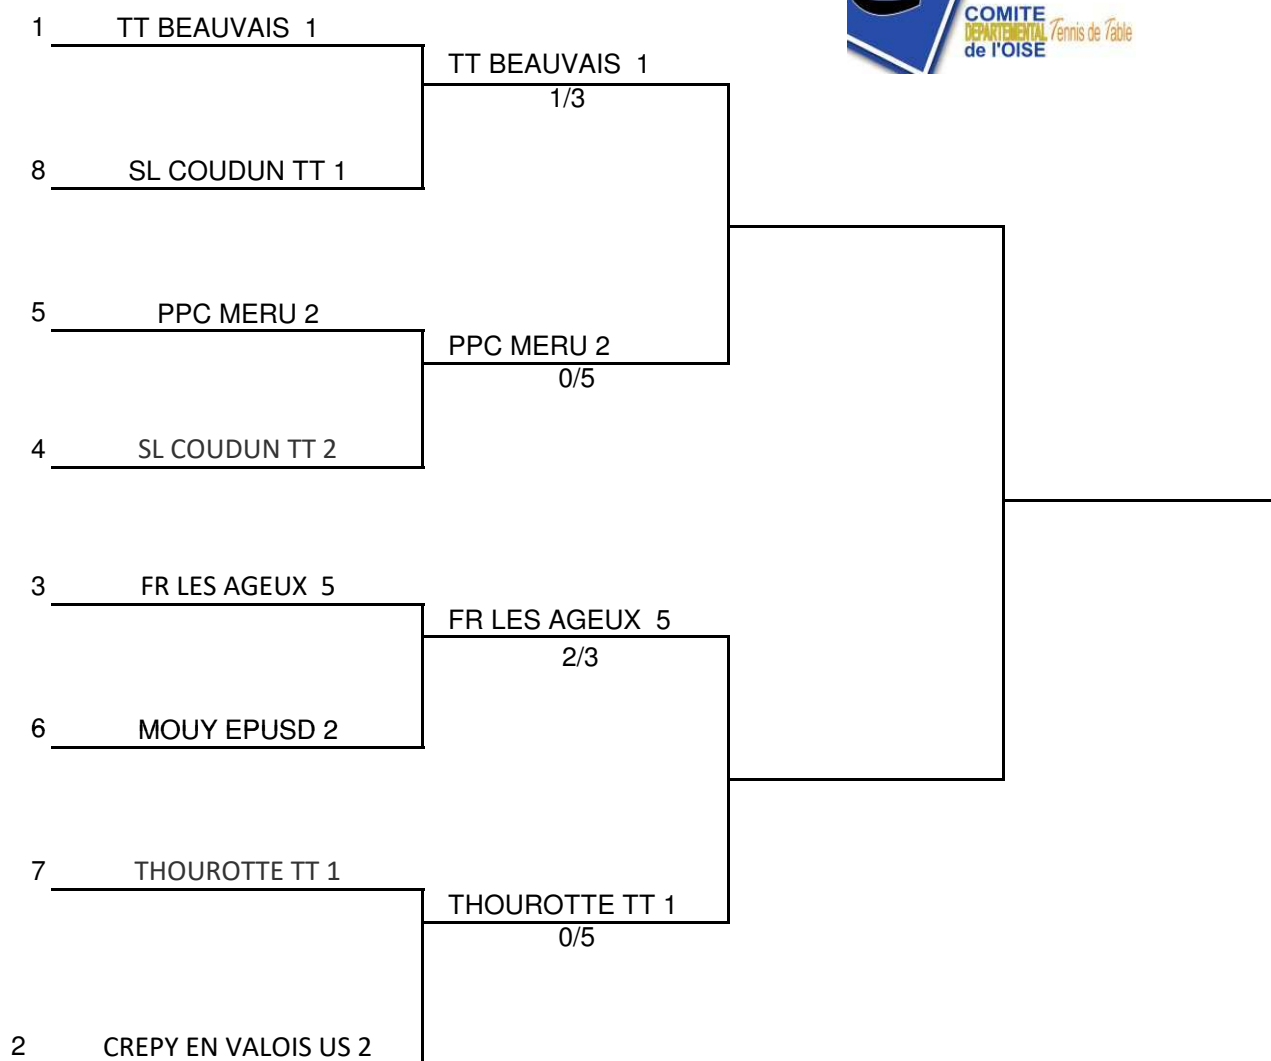 1 TT BEAUVAIS 1
COMITE
DEPARTEMENTAL Tennis de Table
de l'OISE
TT BEAUVAIS 1
1/3
8 SL COUDUN TT 1
5 PPC MERU 2
PPC MERU 2
0/5
4 SL COUDUN TT 2
3 FR LES AGEUX 5
FR LES AGEUX 5
2/3
6 MOUY EPUSD 2
7 THOUROTTE TT 1
THOUROTTE TT 1
0/5
2 CREPY EN VALOIS US 2